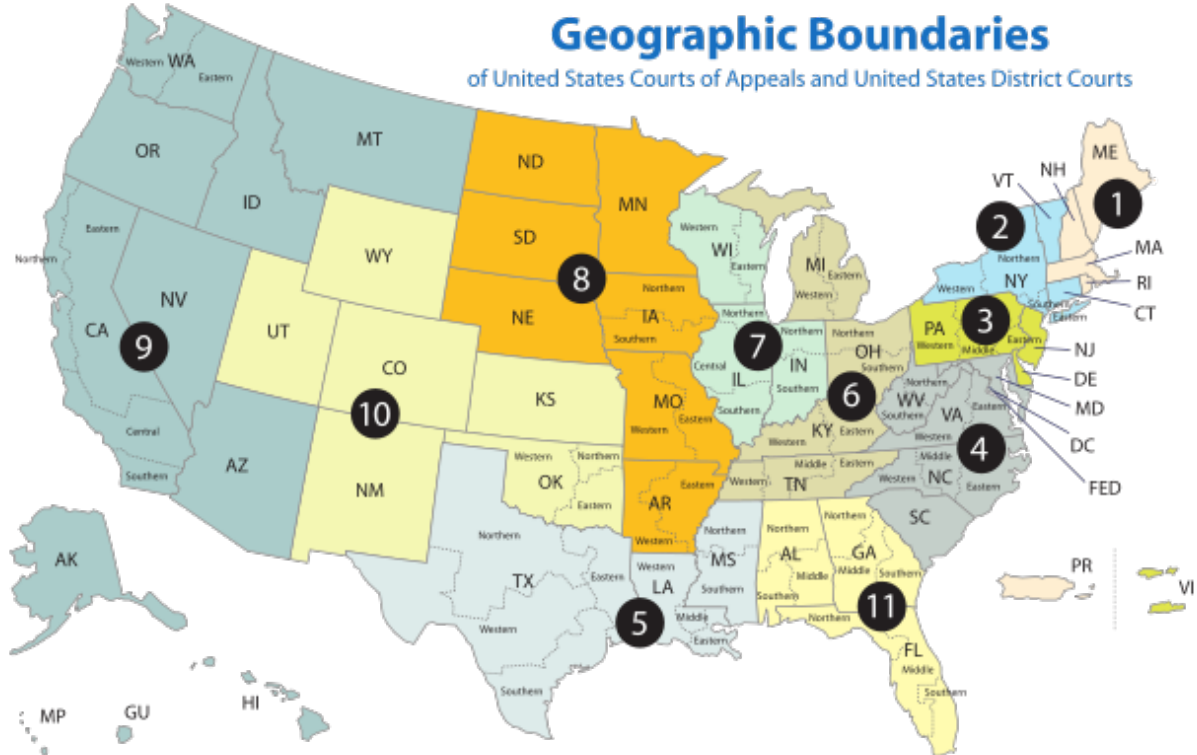 Geographic Boundaries
of United States Courts of Appeals and United States District Courts
WA
Western
Eastern
OR
ID
MT
ND
MN
SD
NE
8
Northern
IA
Southern
WY
Eastern
Northern
NV
CA
9
Central
Southern
UT
CO
10
KS
AZ
NM
Western
Northern
OK
Eastern
MO
Western
Eastern
AR
Eastern
Western
Western
WI
Eastern
MI
Eastern
Western
Northern
7
Central
IL
Southern
Northern
IN
Southern
Northern
OH
Southern
6
KY
Western
Eastern
Western
Middle
Eastern
TN
ME
NH
VT
1
2
MA
RI
CT
Northern
NY
Western
Southern
Eastern
3
PA
Western
Middle
Eastern
NJ
DE
MD
DC
FED
Northern
WV
Southern
VA
Eastern
Western
4
Middle
Western
NC
Eastern
SC
Northern
TX
Eastern
Western
Southern
5
Western
LA
Middle
Eastern
Northern
MS
Southern
Northern
AL
Middle
Southern
Northern
GA
Middle
Southern
11
Northern
FL
Middle
Southern
PR
VI
AK
HI
MP
GU